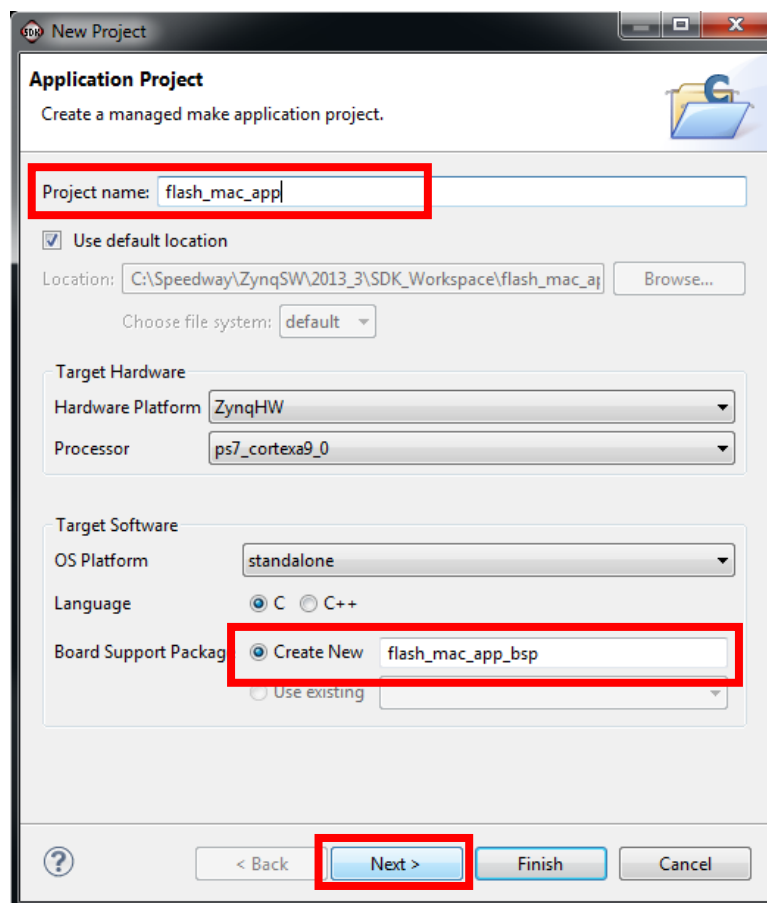 SDK New Project
Application Project
Create a managed make application project.
C
Project name: flash_mac_app
Use default location
Location: C:\Speedway\ZynqSW\2013_3\SDK_Workspace\flash_mac_ap Browse...
Choose file system: default
Target Hardware
Hardware Platform ZynqHW
Processor ps7_cortexa9_0
Target Software
OS Platform standalone
Language C C++
Board Support Packag Create New flash_mac_app_bsp
Use existing
? < Back Next > Finish Cancel